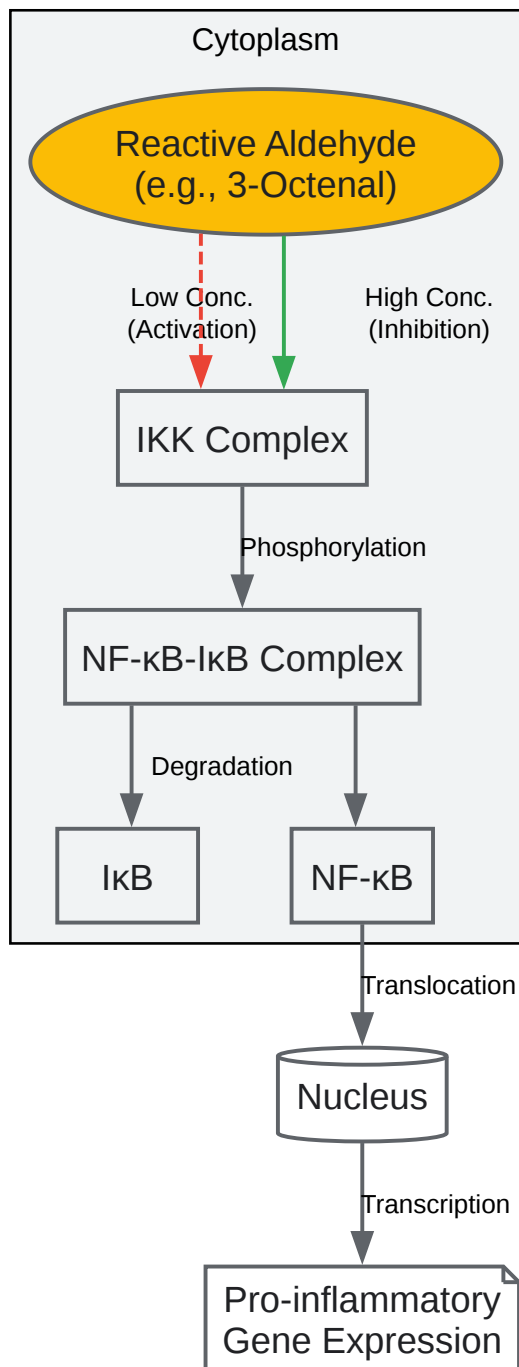 Cytoplasm
Reactive Aldehyde
(e.g., 3-Octenal)
Low Conc.
(Activation)
High Conc.
(Inhibition)
IKK Complex
Phosphorylation
NF-κB-IκB Complex
Degradation
IκB
NF-κB
Translocation
Nucleus
Transcription
Pro-inflammatory
Gene Expression